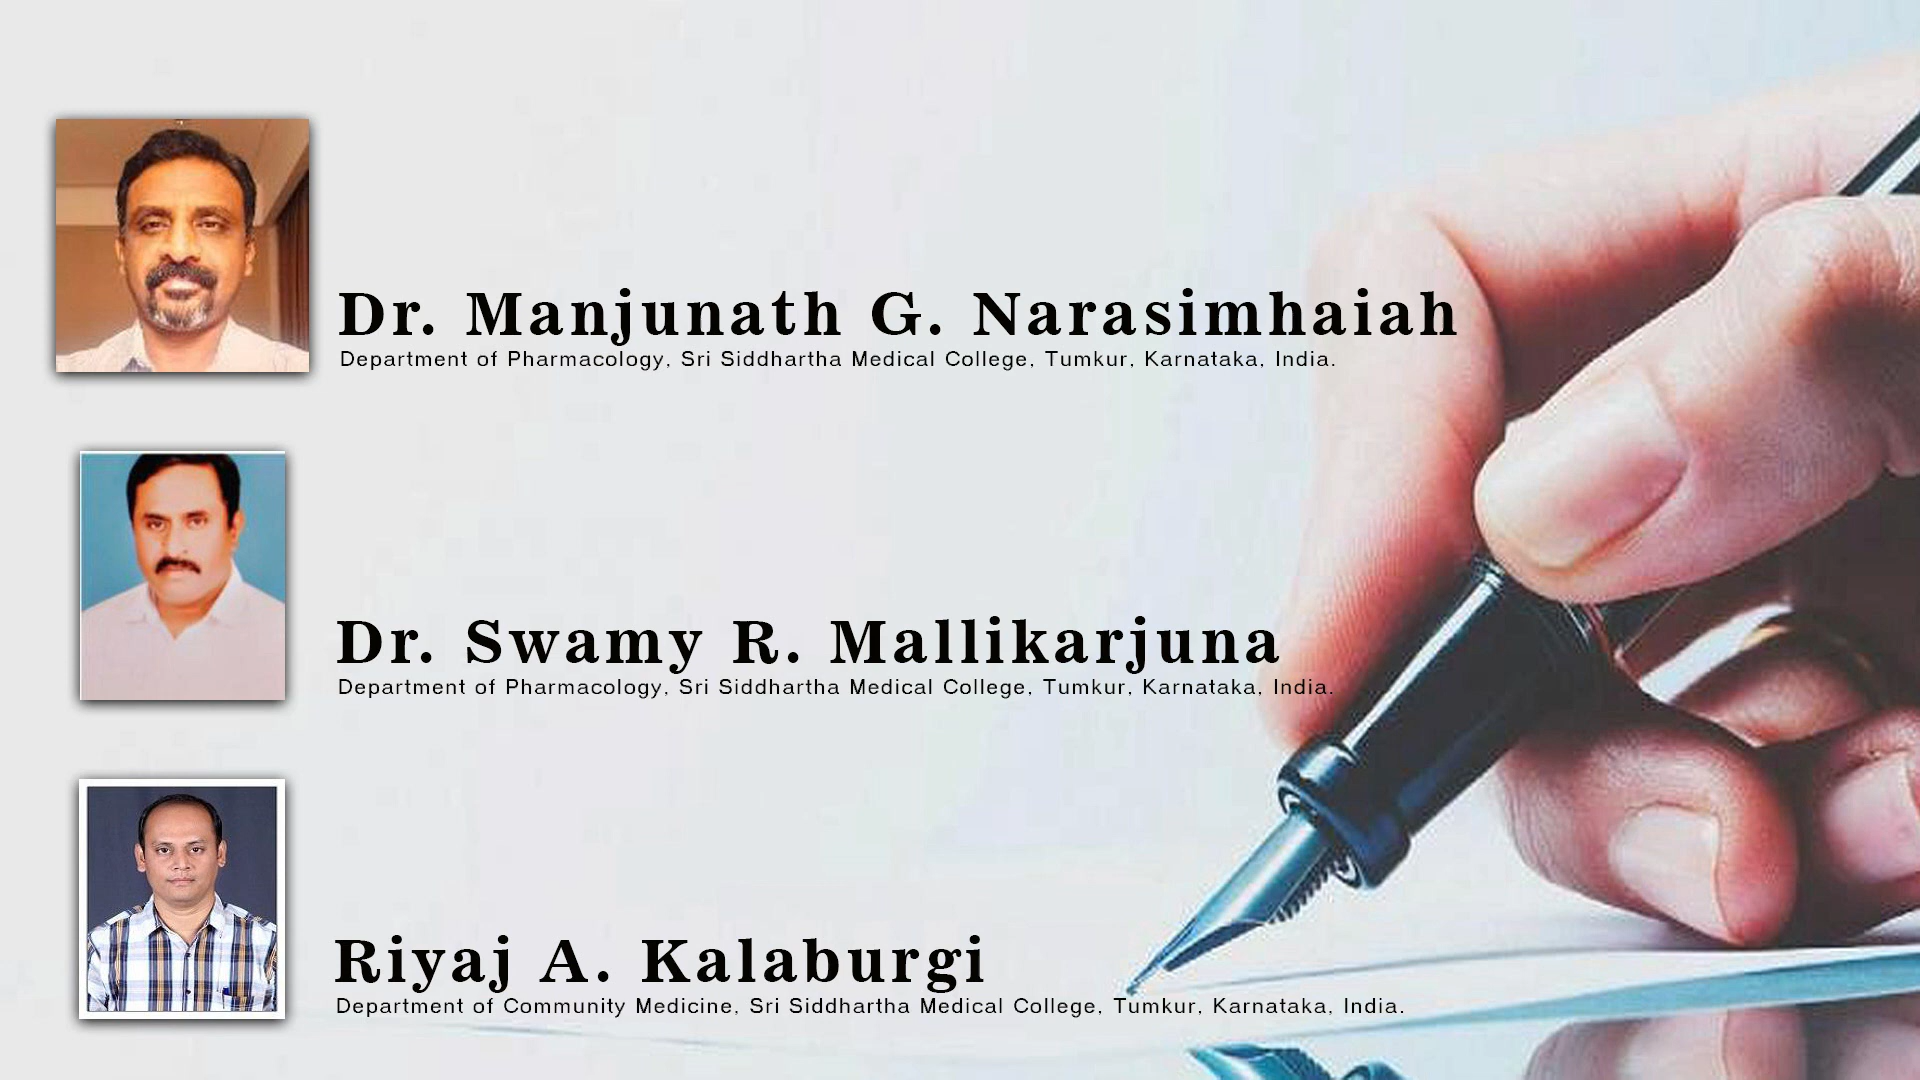 Dr. Manjunath G. Narasimhaiah
Department of Pharmacology, Sri Siddhartha Medical College, Tumkur, Karnataka, India.
Dr. Swamy R. Mallikarjuna
Department of Pharmacology, Sri Siddhartha Medical College, Tumkur, Karnataka, India.
Riyaj A. Kalaburgi
Department of Community Medicine, Sri Siddhartha Medical College, Tumkur, Karnataka, India.